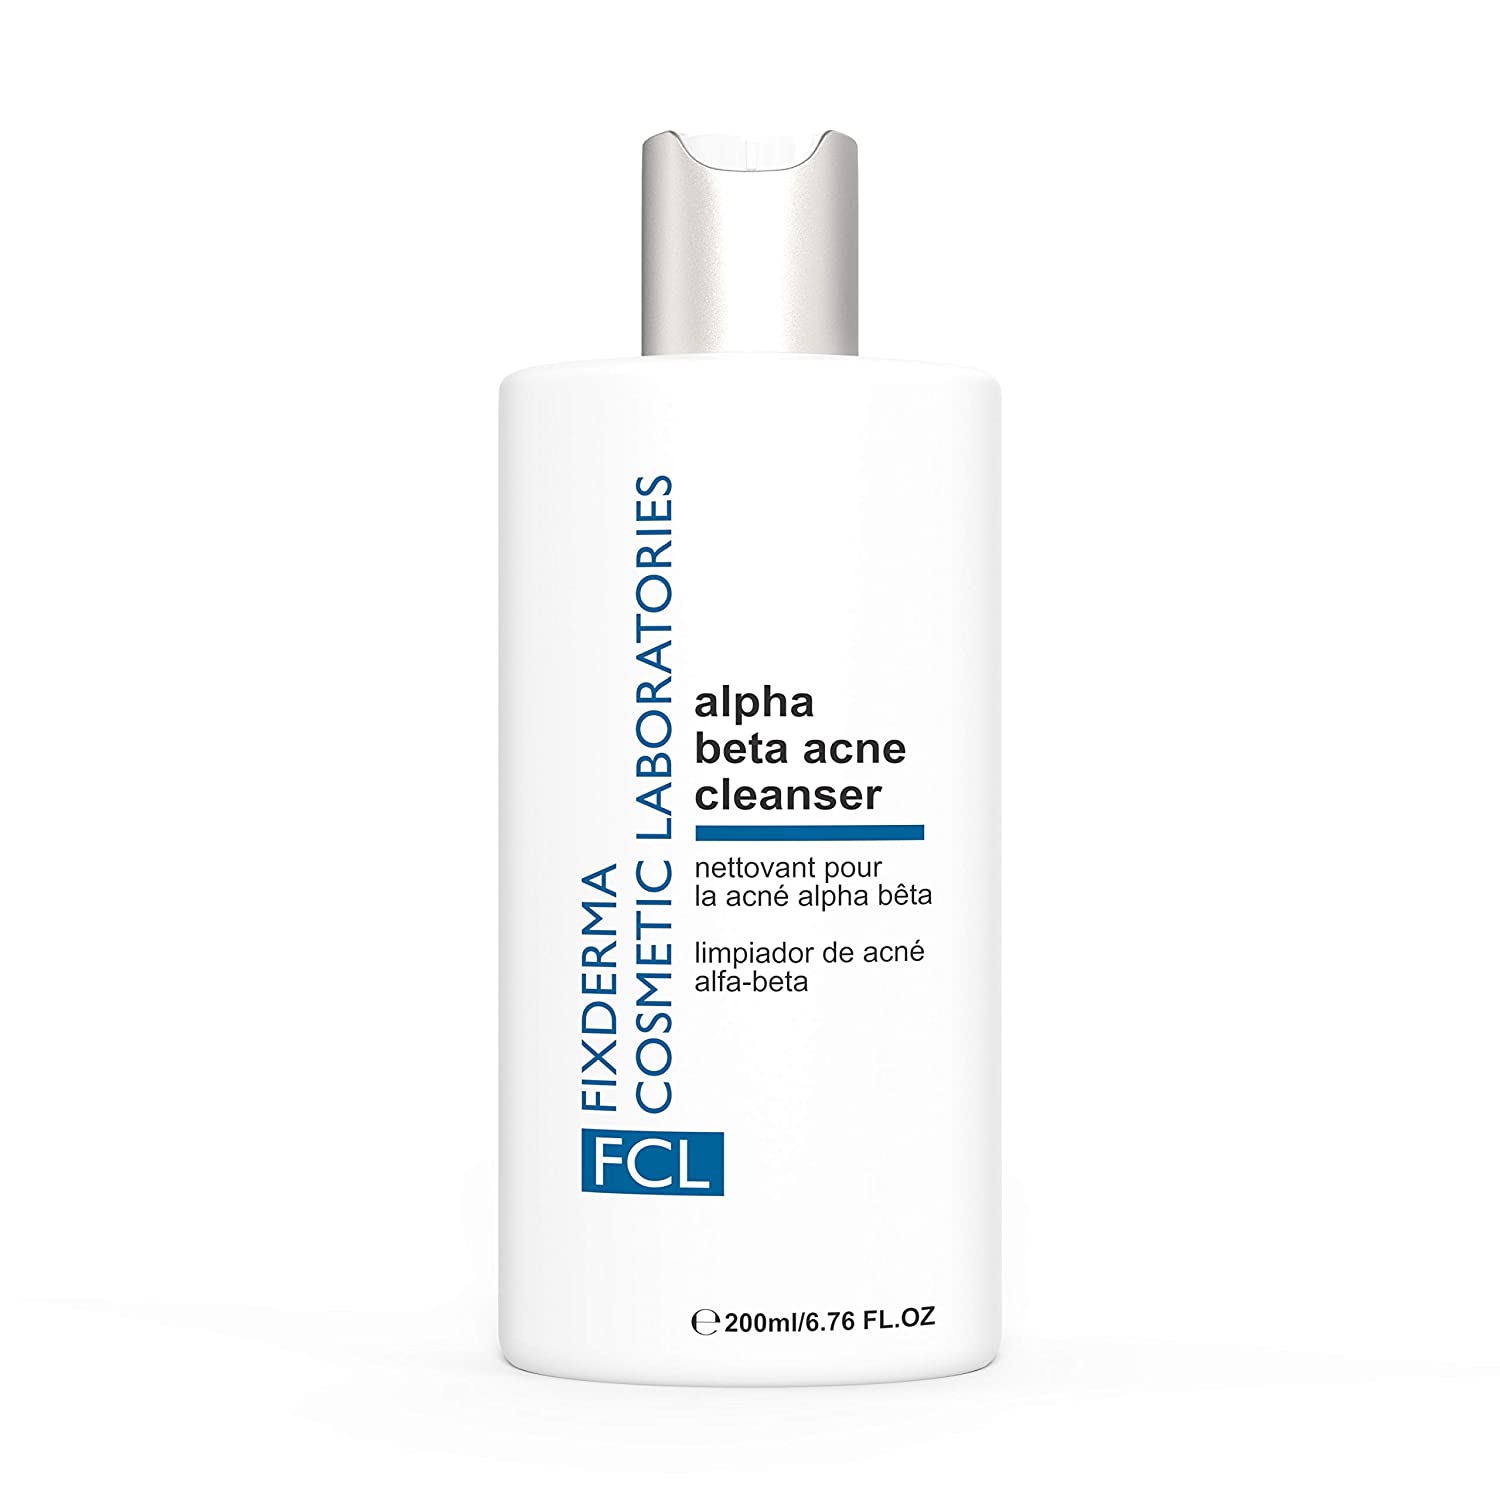 FIXDERMA
COSMETIC LABORATORIES
FCL
alpha
beta acne
cleanser
nettovant pour
la acné alpha bêta
limpiador de acné
alfa-beta
℮200ml/6.76 FL.OZ